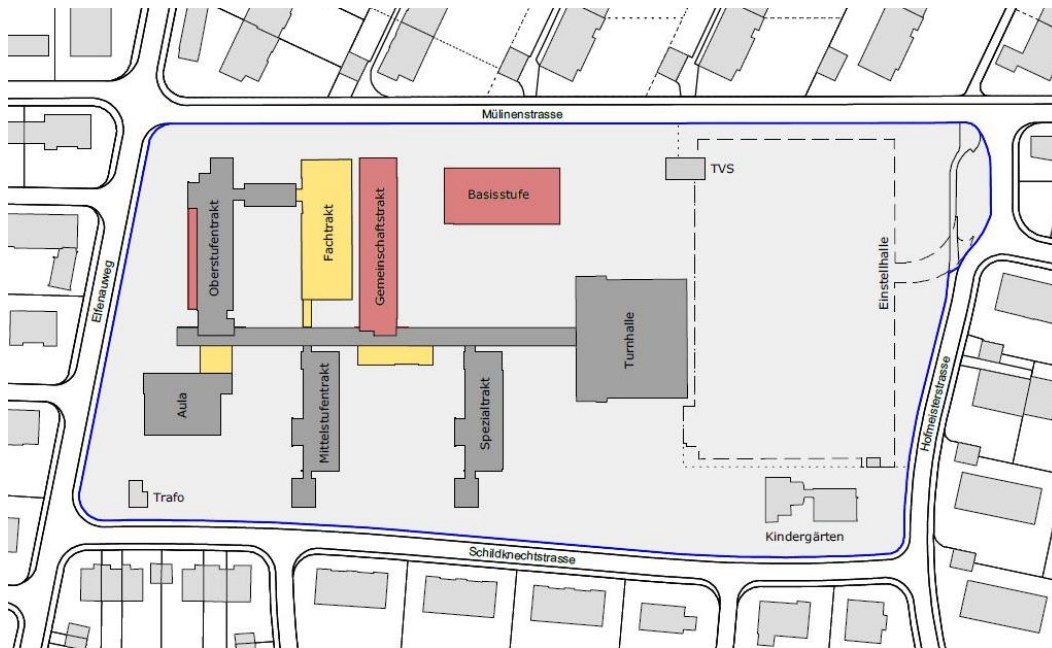 Mülinenstrasse
TVS
Basisstufe
Oberstufentrakt
Fachtrakt
Gemeinschaftstrakt
Einstellhalle
Elfenauweg
Turnhalle
Aula
Mittelstufentrakt
Spezialtrakt
Hofmeisterstrasse
Trafo
Kindergärten
Schildknechtstrasse